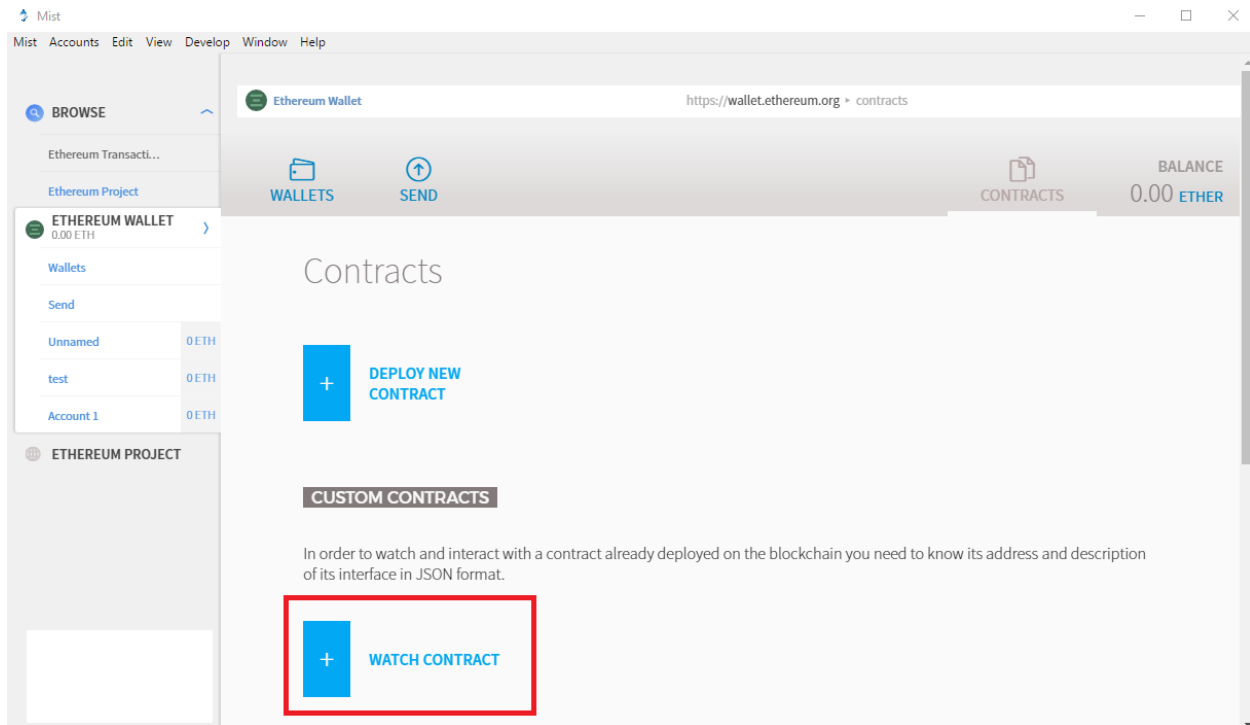 Mist
Mist Accounts Edit View Develop Window Help
BROWSE
Ethereum Transacti...
Ethereum Project
ETHEREUM WALLET
0.00 ETH
Wallets
Send
Unnamed 0 ETH
test 0 ETH
Account 1 0 ETH
ETHEREUM PROJECT
Ethereum Wallet https://wallet.ethereum.org ▸ contracts
WALLETS SEND CONTRACTS BALANCE
0.00 ETHER
Contracts
DEPLOY NEW
CONTRACT
CUSTOM CONTRACTS
In order to watch and interact with a contract already deployed on the blockchain you need to know its address and description
of its interface in JSON format.
WATCH CONTRACT